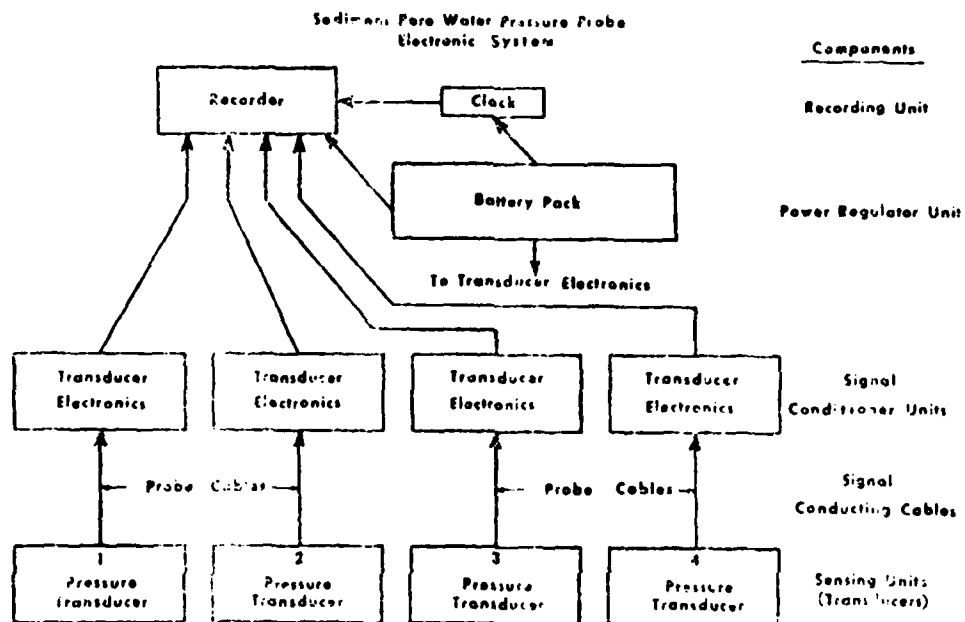 Sediment Pore Water Pressure Probe
Electronic System
Components
Recorder
Clock
Recording Unit
Battery Pack
Power Regulator Unit
To Transducer Electronics
Transducer Electronics
Transducer Electronics
Transducer Electronics
Transducer Electronics
Signal
Conditioner Units
Probe Cables
Probe Cables
Signal
Conducting Cables
1
Pressure
Transducer
2
Pressure
Transducer
3
Pressure
Transducer
4
Pressure
Transducer
Sensing Units
(Transducers)